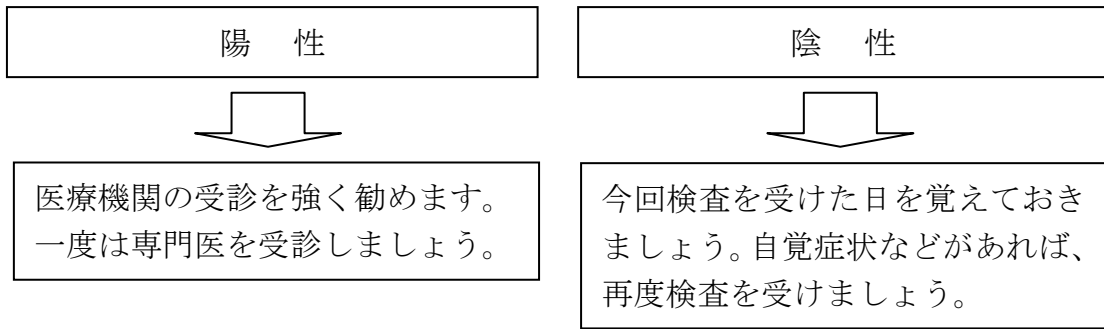 陽 性
医療機関の受診を強く勧めます。
一度は専門医を受診しましょう。
陰 性
今回検査を受けた日を覚えておき
ましょう。自覚症状などがあれば、
再度検査を受けましょう。